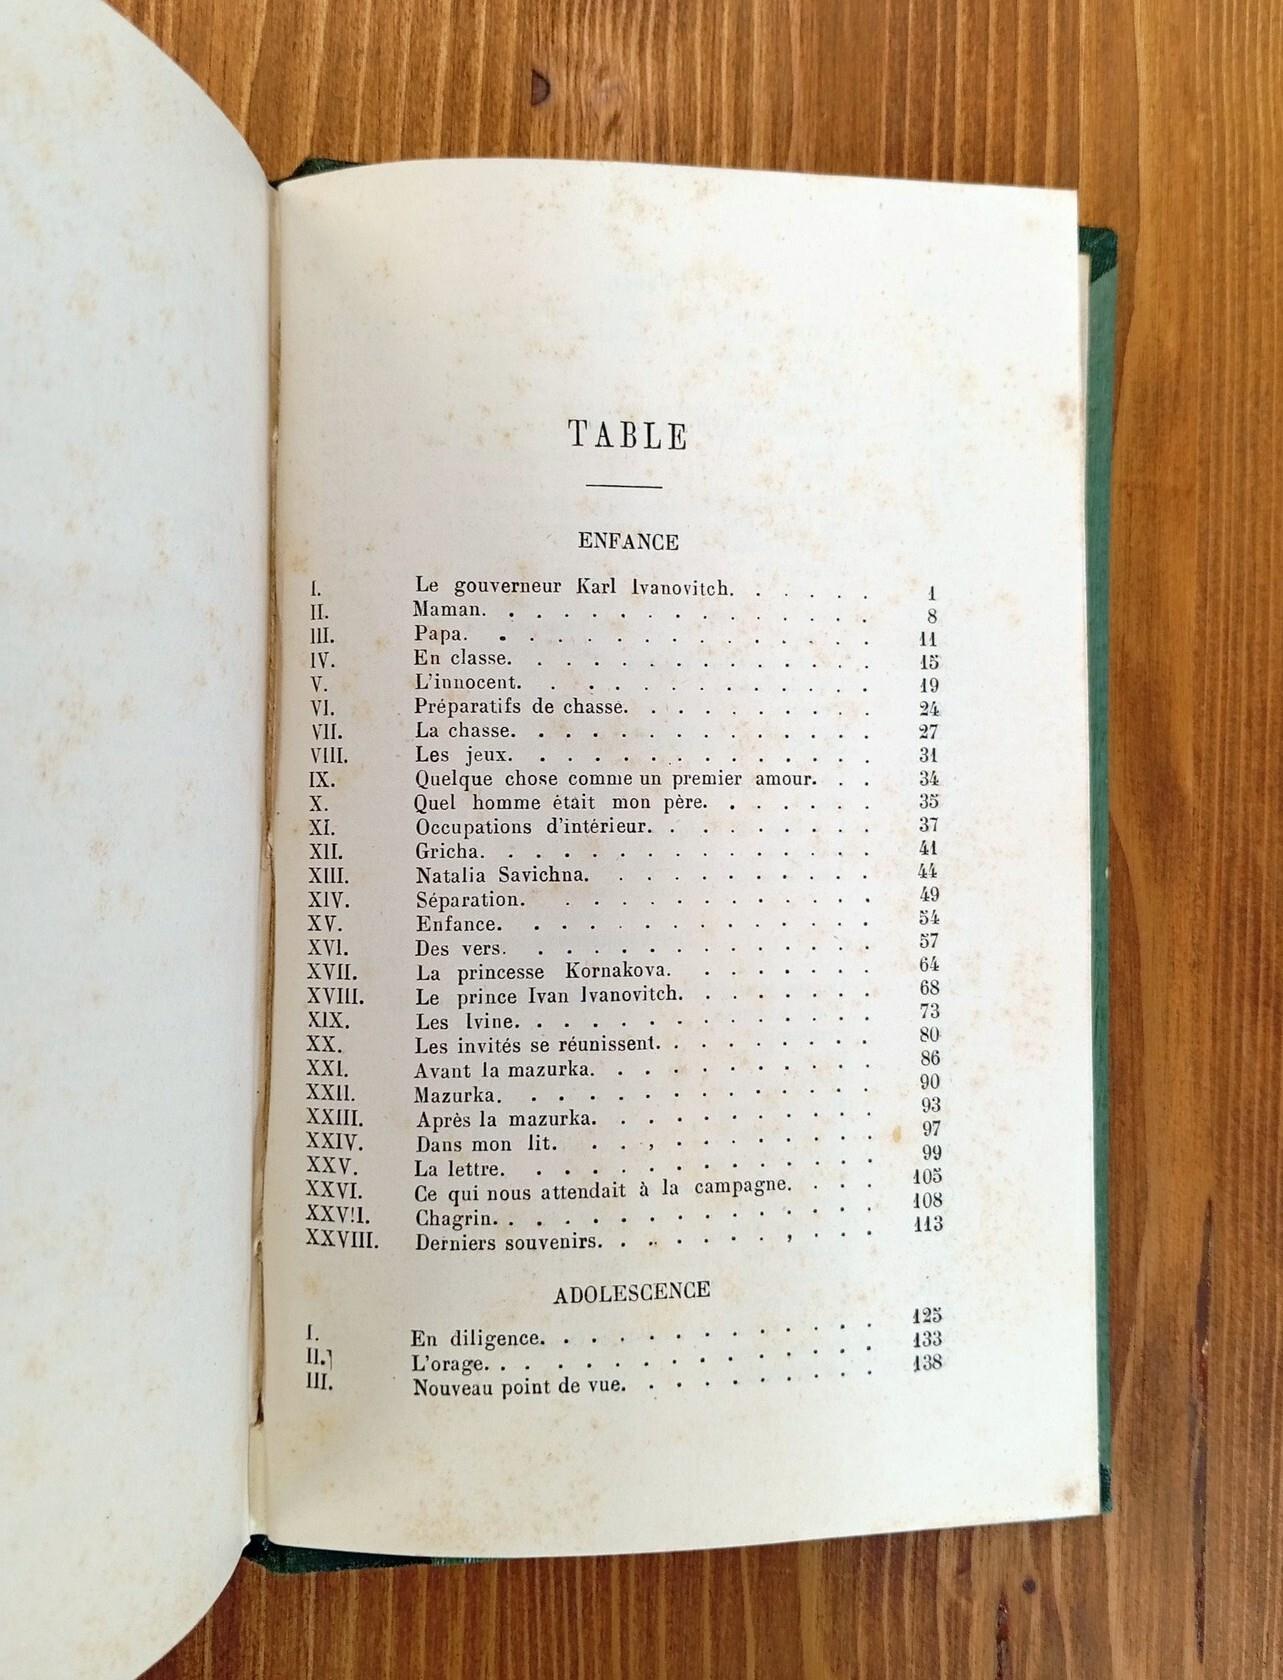 TABLE
ENFANCE
I. Le gouverneur Karl Ivanovitch. . . . . . 1
II. Maman. . . . . . . . . . . . . . . 8
III. Papa. . . . . . . . . . . . . . . 11
IV. En classe. . . . . . . . . . . . . . 15
V. L'innocent. . . . . . . . . . . . . 19
VI. Préparatifs de chasse. . . . . . . . . . 24
VII. La chasse. . . . . . . . . . . . . . 27
VIII. Les jeux. . . . . . . . . . . . . . 31
IX. Quelque chose comme un premier amour. . . 34
X. Quel homme était mon père. . . . . . . 35
XI. Occupations d'intérieur. . . . . . . . . 37
XII. Gricha. . . . . . . . . . . . . . . 41
XIII. Natalia Savichna. . . . . . . . . . . 44
XIV. Séparation. . . . . . . . . . . . . 49
XV. Enfance. . . . . . . . . . . . . . 54
XVI. Des vers. . . . . . . . . . . . . . 57
XVII. La princesse Kornakova. . . . . . . . 64
XVIII. Le prince Ivan Ivanovitch. . . . . . . . 68
XIX. Les Ivine. . . . . . . . . . . . . . 73
XX. Les invités se réunissent. . . . . . . . . 80
XXI. Avant la mazurka. . . . . . . . . . . 86
XXII. Mazurka. . . . . . . . . . . . . . 90
XXIII. Après la mazurka. . . . . . . . . . . 93
XXIV. Dans mon lit. . . , . . . . . . . . 97
XXV. La lettre. . . . . . . . . . . . . . 99
XXVI. Ce qui nous attendait à la campagne. . . . 105
XXVII. Chagrin. . . . . . . . . . . . . . . 108
XXVIII. Derniers souvenirs. . . . . . . . , . . . 113
ADOLESCENCE
I. En diligence. . . . . . . . . . . . . 125
II. L'orage. . . . . . . . . . . . . . . 133
III. Nouveau point de vue. . . . . . . . . . 138